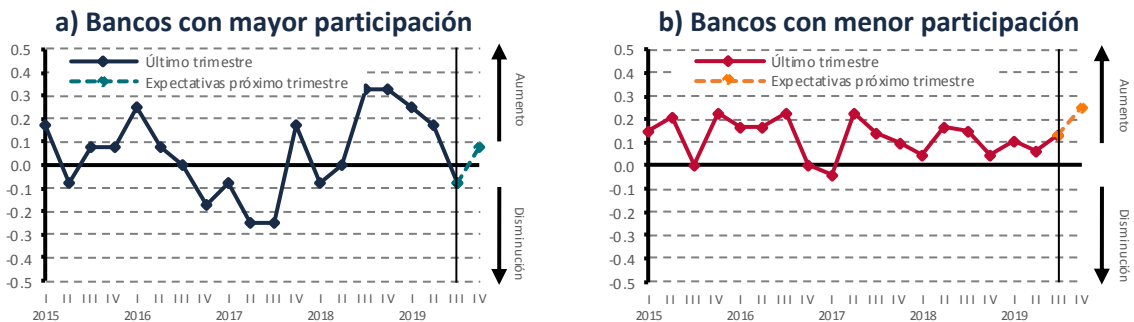 a) Bancos con mayor participación
0.5
0.4
0.3
0.2
0.1
0.0
-0.1
-0.2
-0.3
-0.4
-0.5
Último trimestre
Expectativas próximo trimestre
Aumento
Disminución
I II III IV I II III IV I II III IV I II III IV I II III IV
2015 2016 2017 2018 2019
b) Bancos con menor participación
0.5
0.4
0.3
0.2
0.1
0.0
-0.1
-0.2
-0.3
-0.4
-0.5
Último trimestre
Expectativas próximo trimestre
Aumento
Disminución
I II III IV I II III IV I II III IV I II III IV I II III IV
2015 2016 2017 2018 2019